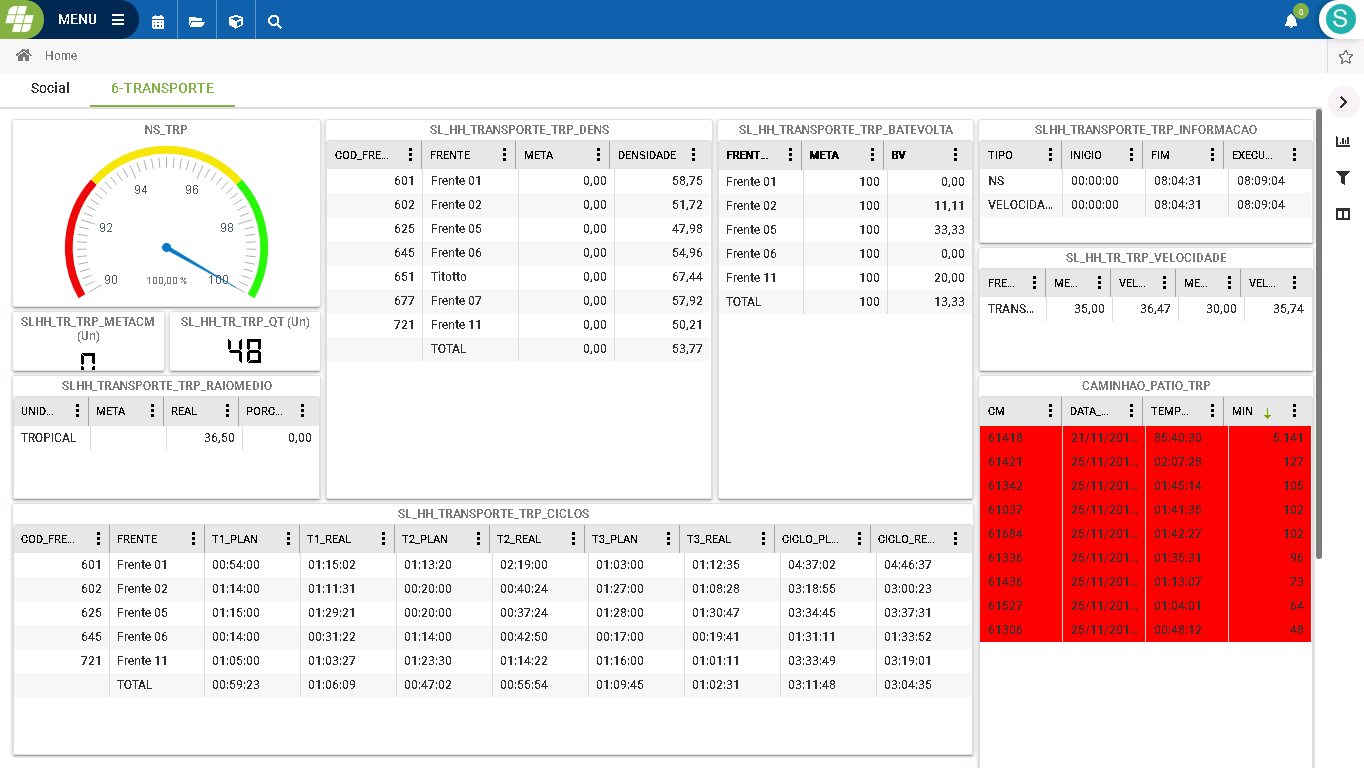 MENU
0
S
Home
Social 6-TRANSPORTE
NS_TRP
94 96
92 98
90 100,00 % 100
SLHH_TR_TRP_METACM (Un)
0
SL_HH_TR_TRP_QT (Un)
48
SLHH_TRANSPORTE_TRP_RAIOMEDIO
UNID... META REAL PORC...
TROPICAL 36,50 0,00
SL_HH_TRANSPORTE_TRP_DENS
COD_FRE... FRENTE META DENSIDADE
601 Frente 01 0,00 58,75
602 Frente 02 0,00 51,72
625 Frente 05 0,00 47,98
645 Frente 06 0,00 54,96
651 Titotto 0,00 67,44
677 Frente 07 0,00 57,92
721 Frente 11 0,00 50,21
TOTAL 0,00 53,77
SL_HH_TRANSPORTE_TRP_BATEVOLTA
FRENT... META BV
Frente 01 100 0,00
Frente 02 100 11,11
Frente 05 100 33,33
Frente 06 100 0,00
Frente 11 100 20,00
TOTAL 100 13,33
SLHH_TRANSPORTE_TRP_INFORMACAO
TIPO INICIO FIM EXECU...
NS 00:00:00 08:04:31 08:09:04
VELOCIDA... 00:00:00 08:04:31 08:09:04
SL_HH_TR_TRP_VELOCIDADE
FRE... ME... VEL... ME... VEL...
TRANS... 35,00 36,47 30,00 35,74
CAMINHAO_PATIO_TRP
CM DATA_... TEMP... MIN
61418 21/11/201... 85:40:30 5.141
61421 25/11/201... 02:07:28 127
61342 25/11/201... 01:45:14 105
61037 25/11/201... 01:41:35 102
61684 25/11/201... 01:42:27 102
61336 25/11/201... 01:35:31 96
61436 25/11/201... 01:13:07 73
61527 25/11/201... 01:04:01 64
61306 25/11/201... 00:48:12 48
SL_HH_TRANSPORTE_TRP_CICLOS
COD_FRE... FRENTE T1_PLAN T1_REAL T2_PLAN T2_REAL T3_PLAN T3_REAL CICLO_PL... CICLO_RE...
601 Frente 01 00:54:00 01:15:02 01:13:20 02:19:00 01:03:00 01:12:35 04:37:02 04:46:37
602 Frente 02 01:14:00 01:11:31 00:20:00 00:40:24 01:27:00 01:08:28 03:18:55 03:00:23
625 Frente 05 01:15:00 01:29:21 00:20:00 00:37:24 01:28:00 01:30:47 03:34:45 03:37:31
645 Frente 06 00:14:00 00:31:22 01:14:00 00:42:50 00:17:00 00:19:41 01:31:11 01:33:52
721 Frente 11 01:05:00 01:03:27 01:23:30 01:14:22 01:16:00 01:01:11 03:33:49 03:19:01
TOTAL 00:59:23 01:06:09 00:47:02 00:55:54 01:09:45 01:02:31 03:11:48 03:04:35